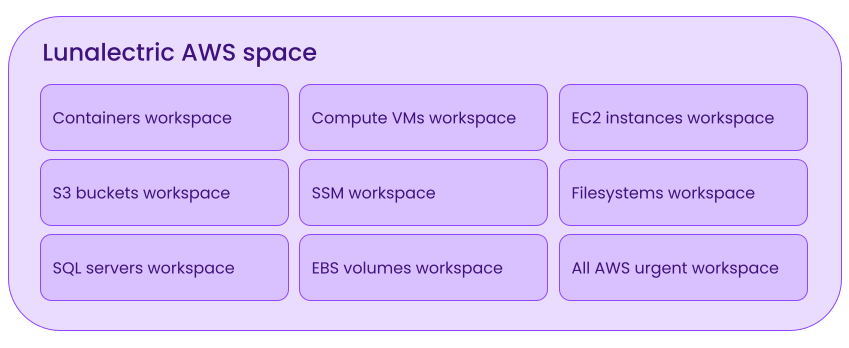 Lunalectric AWS space
Containers workspace
Compute VMs workspace
EC2 instances workspace
S3 buckets workspace
SSM workspace
Filesystems workspace
SQL servers workspace
EBS volumes workspace
All AWS urgent workspace